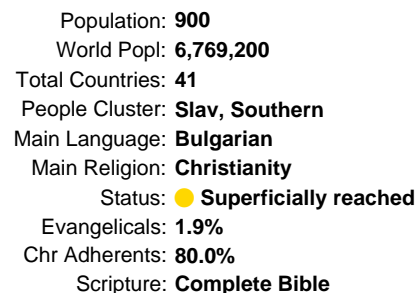 Population: 900
World Popl: 6,769,200
Total Countries: 41
People Cluster: Slav, Southern
Main Language: Bulgarian
Main Religion: Christianity
Status: Superficially reached
Evangelicals: 1.9%
Chr Adherents: 80.0%
Scripture: Complete Bible